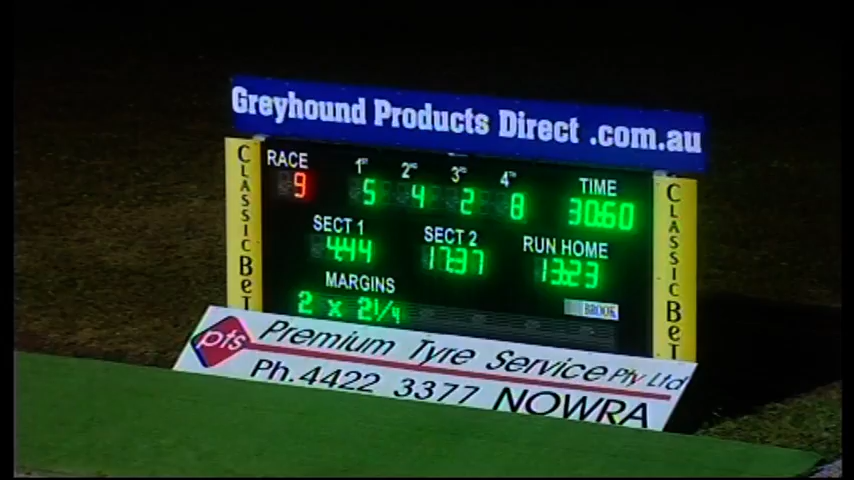 Greyhound Products Direct .com.au
CLASSIC BET
RACE 1ST 2ND 3RD 4TH TIME
9 5 4 2 8 30:60
SECT 1 SECT 2 RUN HOME
4:44 17:37 13:23
MARGINS
2 x 2 1/4
BROOK
CLASSIC BET
pts Premium Tyre Service Pty Ltd
Ph. 4422 3377 NOWRA